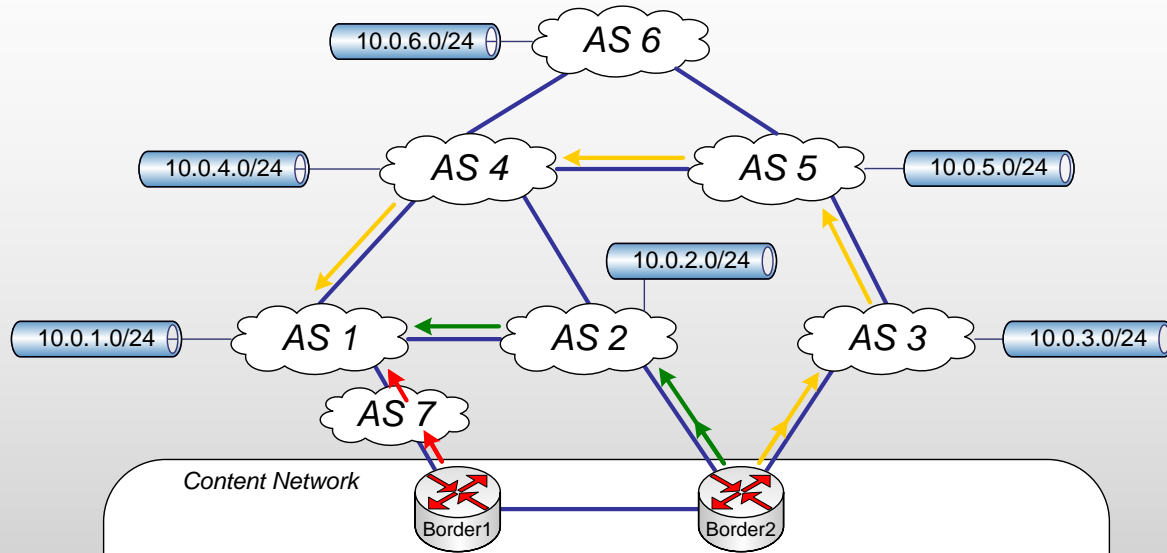 10.0.6.0/24
AS 6
10.0.4.0/24
AS 4
AS 5
10.0.5.0/24
10.0.2.0/24
10.0.1.0/24
AS 1
AS 2
AS 3
10.0.3.0/24
AS 7
Content Network
Border1
Border2